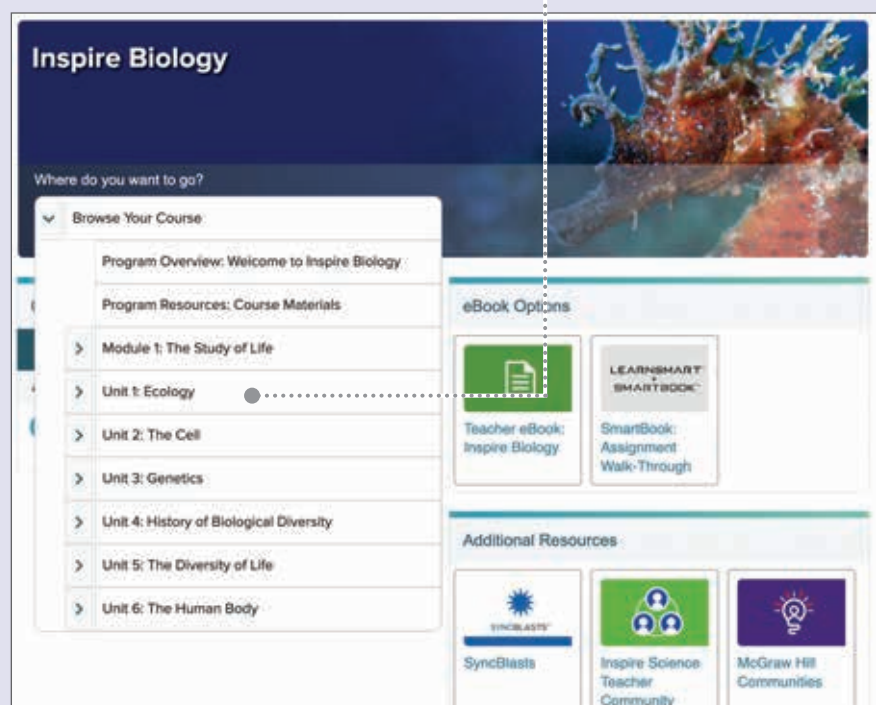 Inspire Biology
Where do you want to go?
Browse Your Course
Program Overview: Welcome to Inspire Biology
Program Resources: Course Materials
Module 1: The Study of Life
Unit 1: Ecology
Unit 2: The Cell
Unit 3: Genetics
Unit 4: History of Biological Diversity
Unit 5: The Diversity of Life
Unit 6: The Human Body
eBook Options
Teacher eBook:
Inspire Biology
LEARNSMART
SMARTBOOK
SmartBook:
Assignment
Walk-Through
Additional Resources
SYNCBLASTS
SyncBlasts
Inspire Science
Teacher
Community
McGraw Hill
Communities